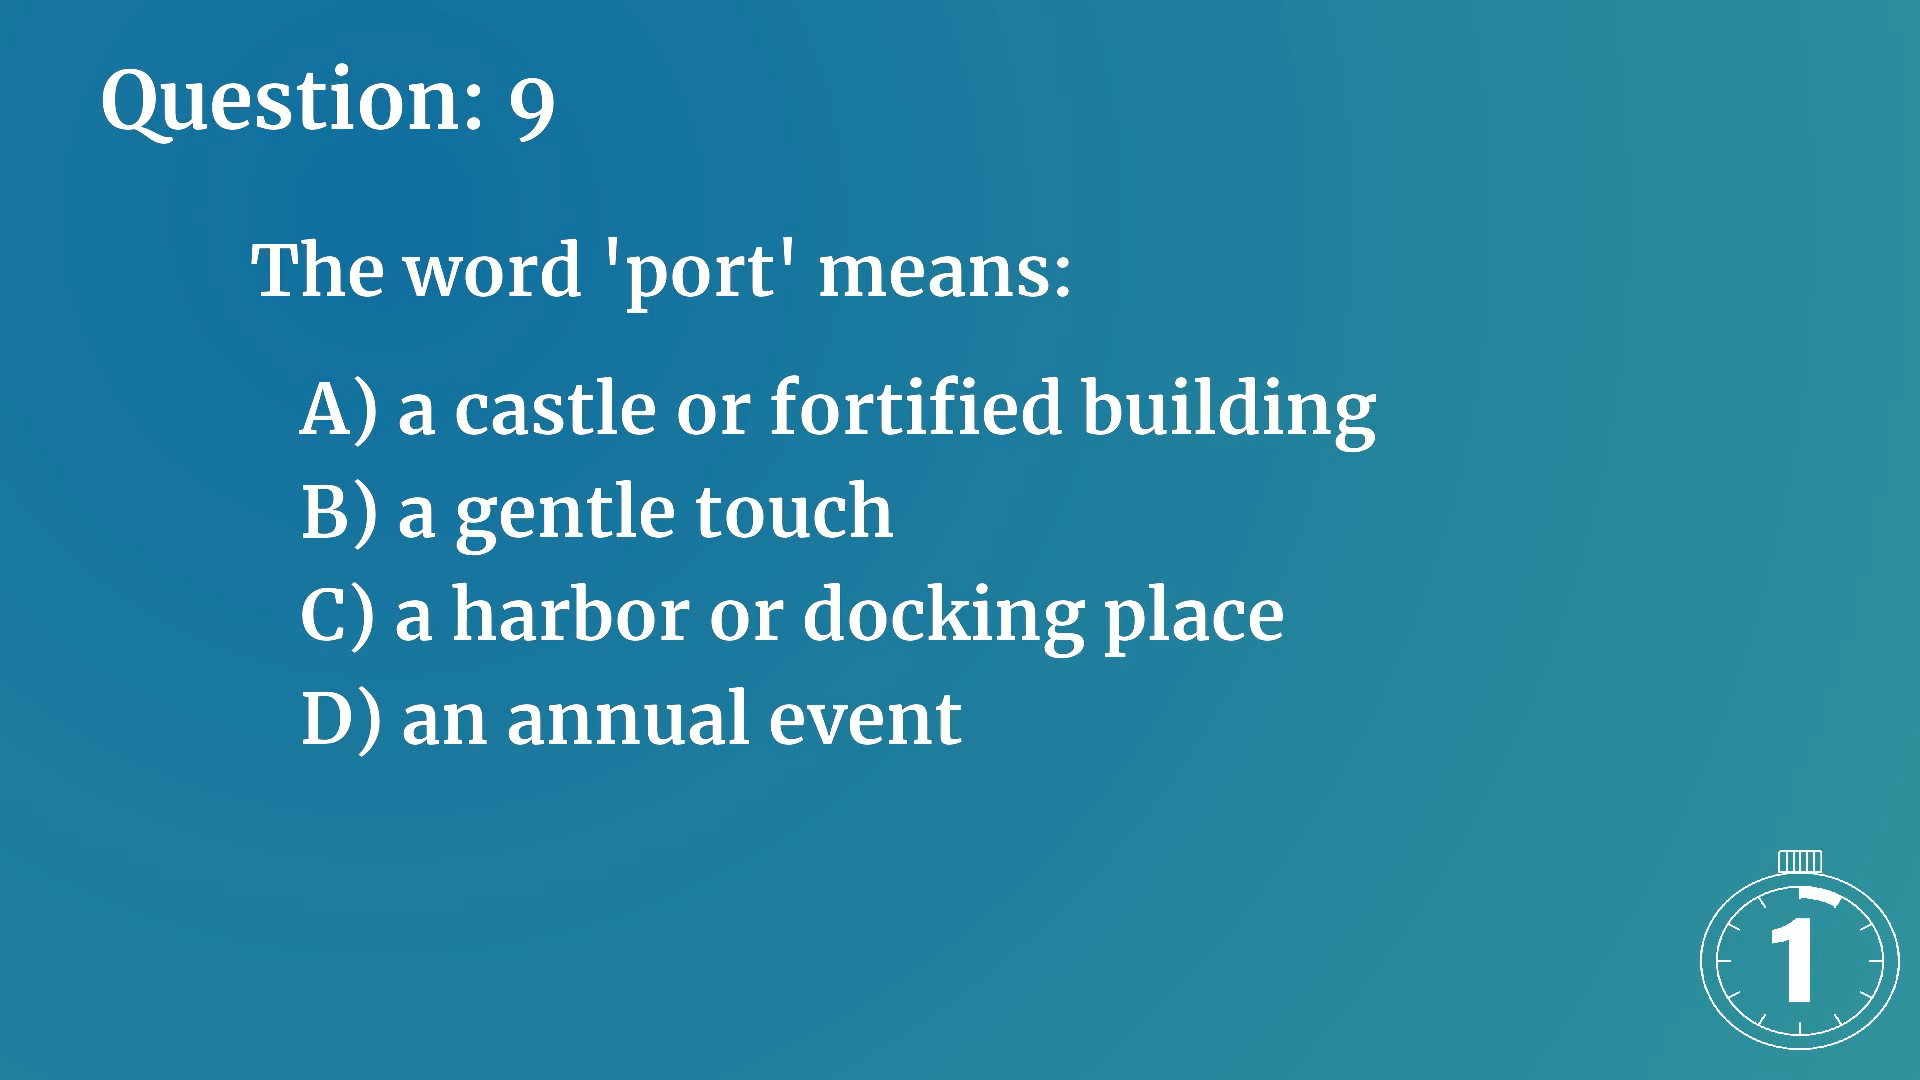 Question: 9
The word 'port' means:
A) a castle or fortified building
B) a gentle touch
C) a harbor or docking place
D) an annual event
1